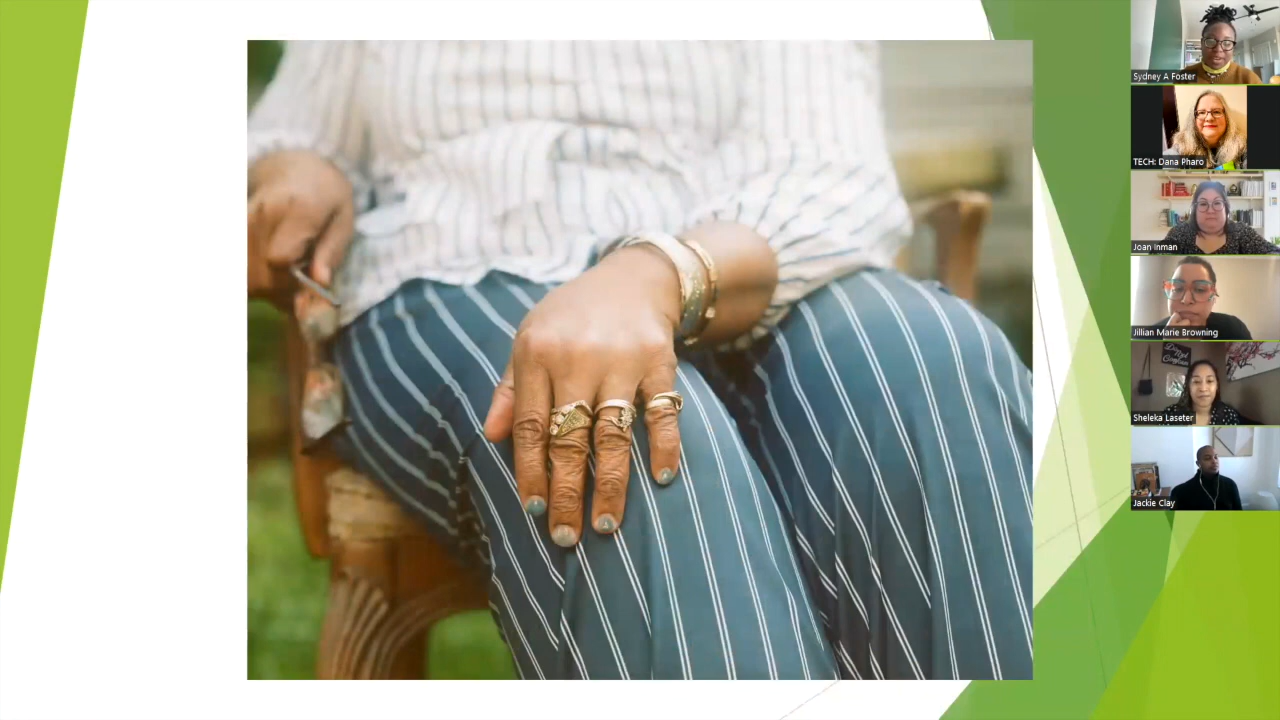 Sydney A Foster
TECH: Dana Pharo
Joan Inman
Jillian Marie Browning
Sheleka Laseter
Jackie Clay